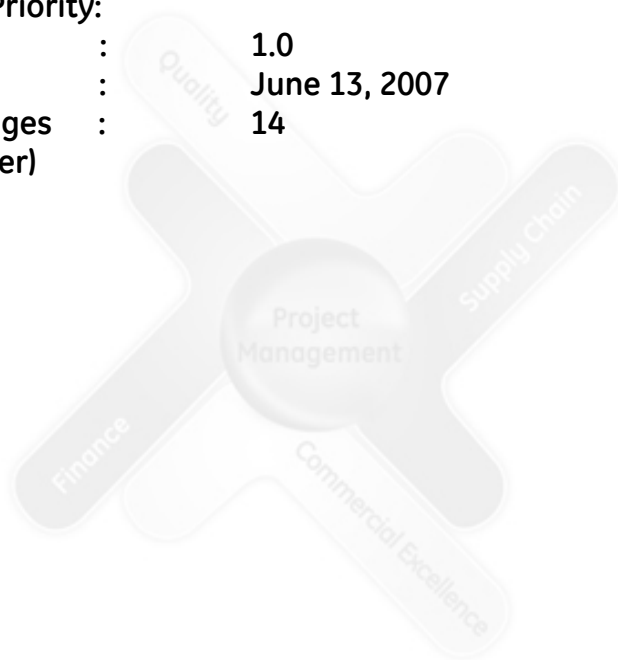 Priority:
: 1.0
: June 13, 2007
ges : 14
er)
Quality
Supply Chain
Project
Management
Finance
Commercial Excellence